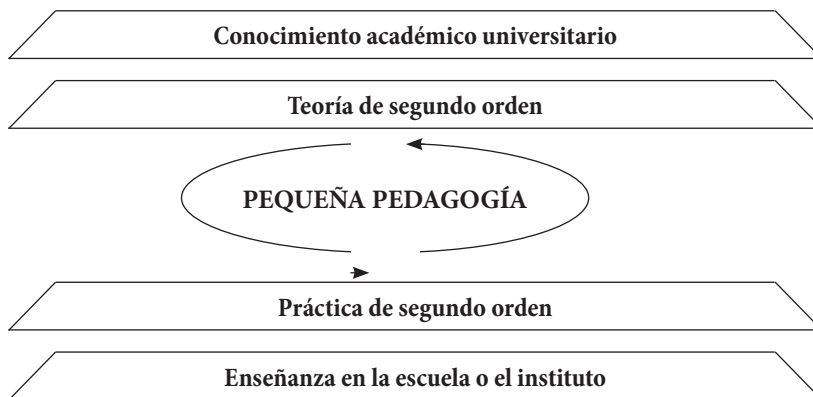 Conocimiento académico universitario
Teoría de segundo orden
PEQUEÑA PEDAGOGÍA
Práctica de segundo orden
Enseñanza en la escuela o el instituto